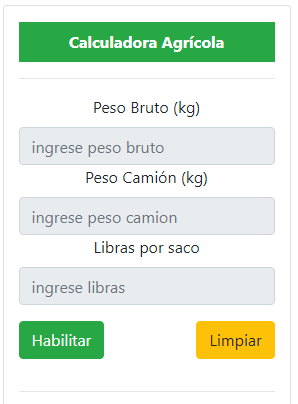 Calculadora Agrícola
Peso Bruto (kg)
ingrese peso bruto
Peso Camión (kg)
ingrese peso camion
Libras por saco
ingrese libras
Habilitar
Limpiar